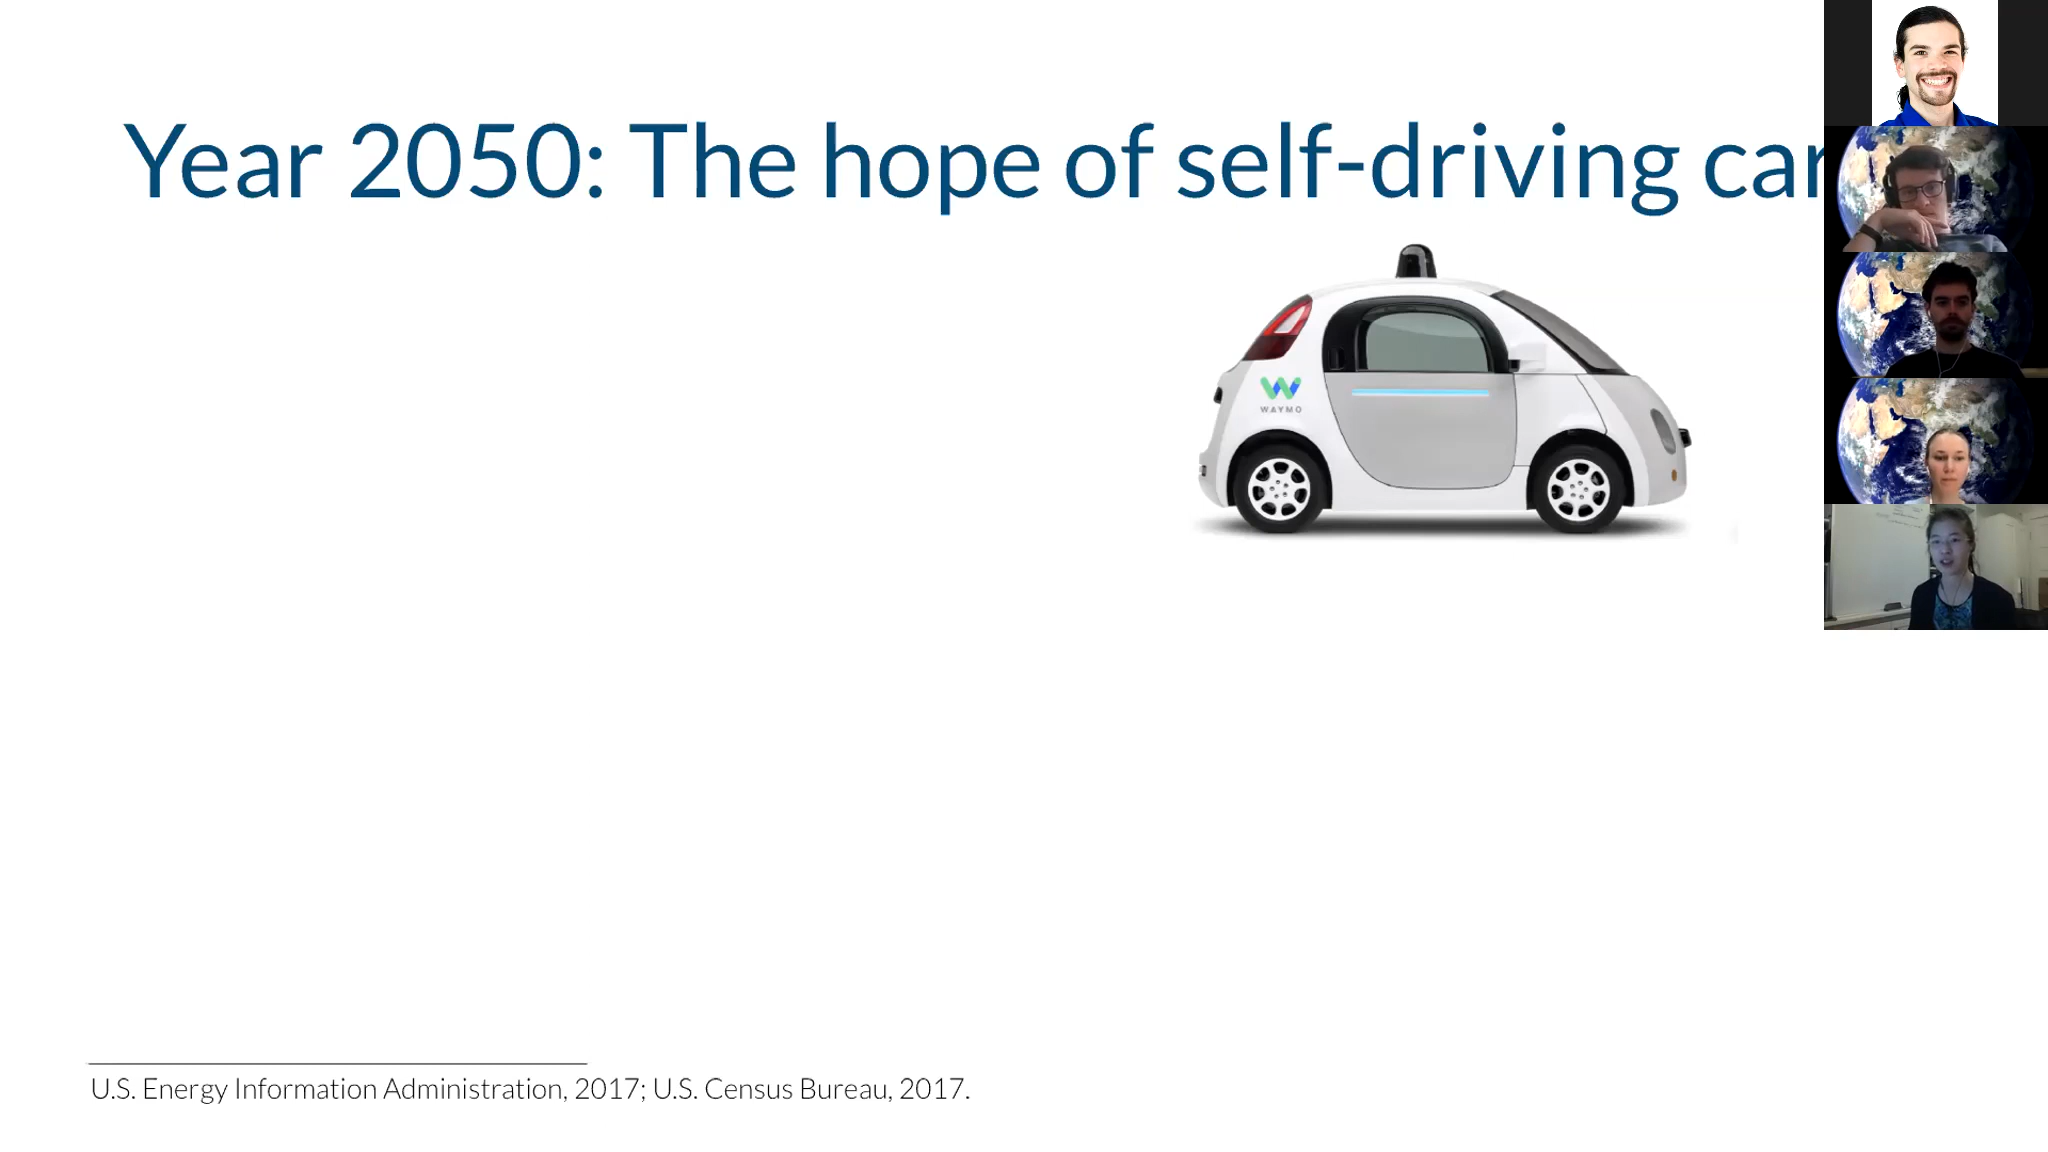 Year 2050: The hope of self-driving car
WAYMO
U.S. Energy Information Administration, 2017; U.S. Census Bureau, 2017.